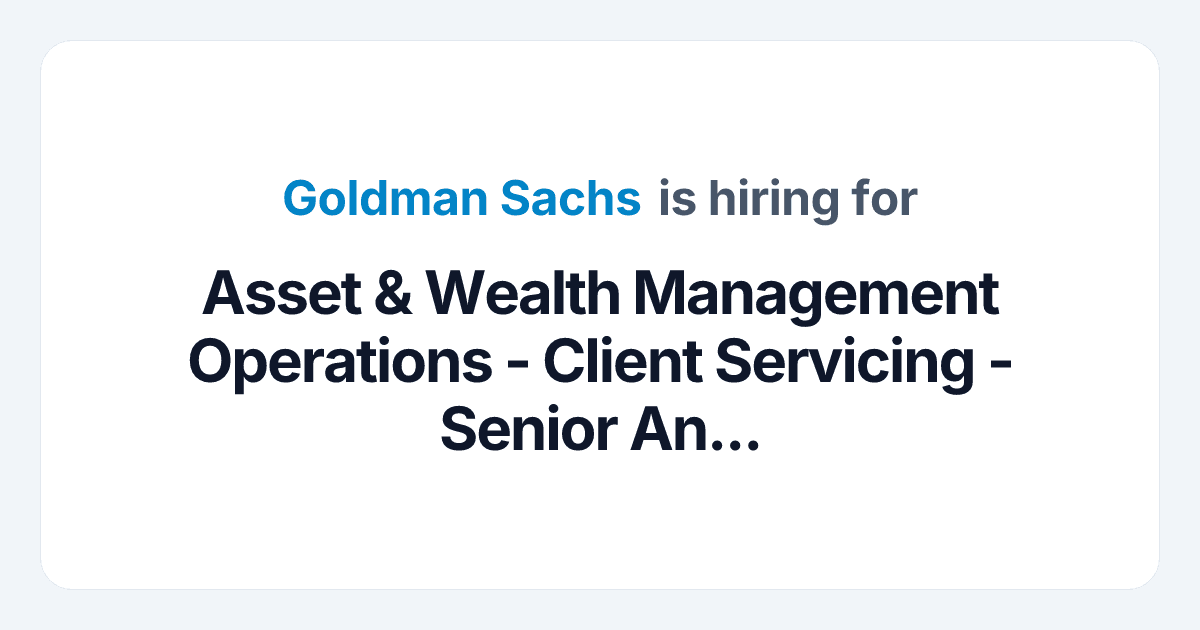 Goldman Sachs is hiring for
Asset & Wealth Management
Operations - Client Servicing -
Senior An...